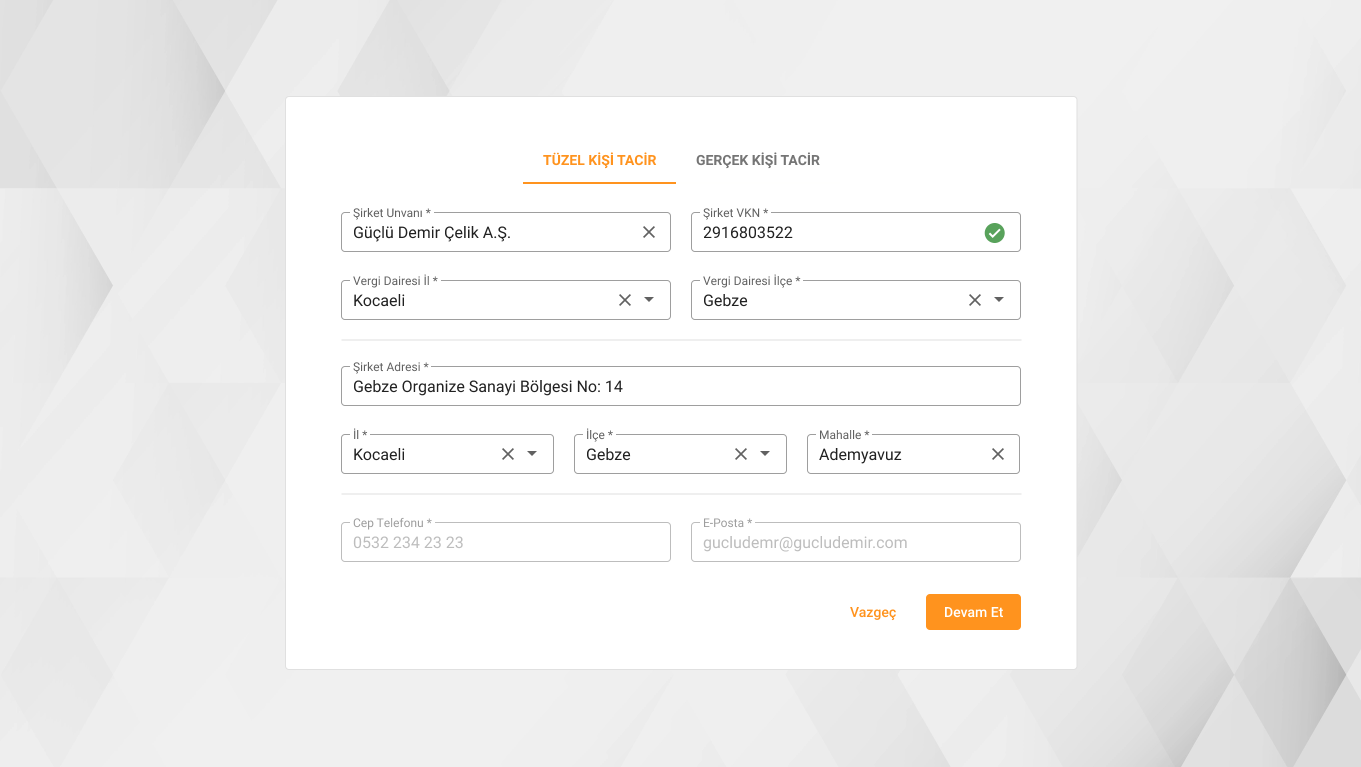 TÜZEL KİŞİ TACİR
GERÇEK KİŞİ TACİR
Şirket Unvanı *
Güçlü Demir Çelik A.Ş.
Şirket VKN *
2916803522
Vergi Dairesi İl *
Kocaeli
Vergi Dairesi İlçe *
Gebze
Şirket Adresi *
Gebze Organize Sanayi Bölgesi No: 14
İl *
Kocaeli
İlçe *
Gebze
Mahalle *
Ademyavuz
Cep Telefonu *
0532 234 23 23
E-Posta *
gucludemr@gucludemir.com
Vazgeç
Devam Et